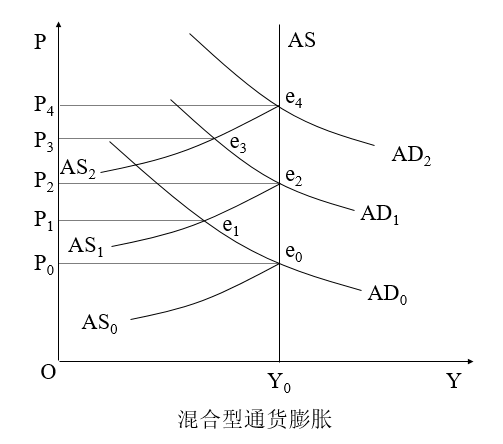 P
AS
P₄
e₄
P₃
e₃
AS₂
AD₂
P₂
e₂
P₁
e₁
AD₁
AS₁
P₀
e₀
AD₀
AS₀
O
Y₀
Y
混合型通货膨胀